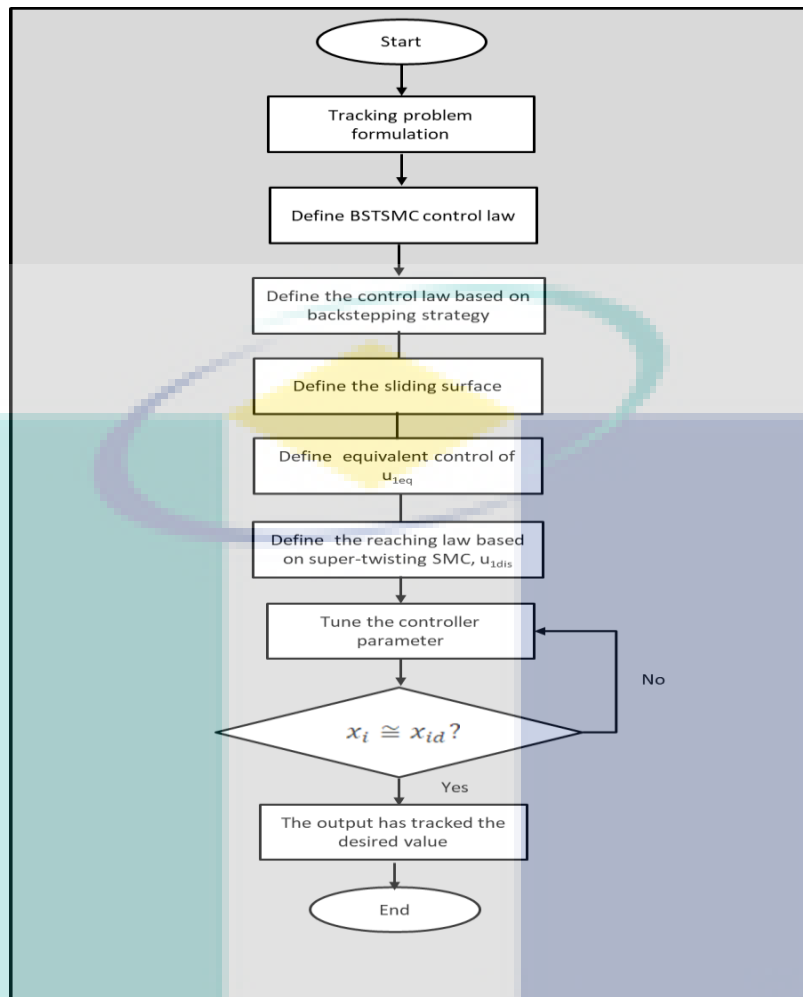 Start
Tracking problem
formulation
Define BSTSMC control law
Define the control law based on
backstepping strategy
Define the sliding surface
Define equivalent control of
u₁eq
Define the reaching law based
on super-twisting SMC, u₁dis
Tune the controller
parameter
No
xᵢ ≅ xid?
Yes
The output has tracked the
desired value
End